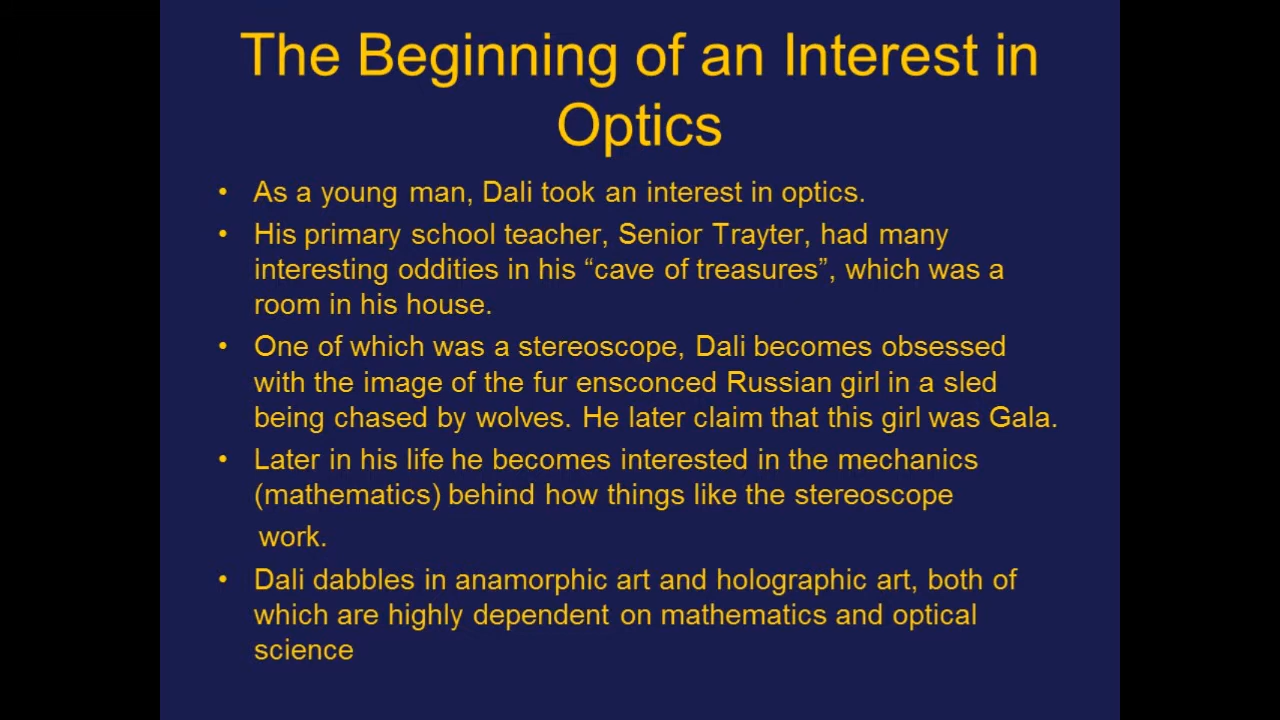 The Beginning of an Interest in
Optics
• As a young man, Dali took an interest in optics.
• His primary school teacher, Senior Trayter, had many
interesting oddities in his “cave of treasures”, which was a
room in his house.
• One of which was a stereoscope, Dali becomes obsessed
with the image of the fur ensconced Russian girl in a sled
being chased by wolves. He later claim that this girl was Gala.
• Later in his life he becomes interested in the mechanics
(mathematics) behind how things like the stereoscope
work.
• Dali dabbles in anamorphic art and holographic art, both of
which are highly dependent on mathematics and optical
science